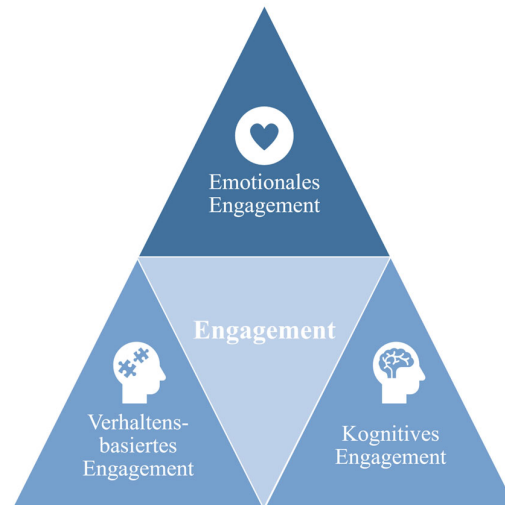 Emotionales
Engagement
Engagement
Verhaltens-
basiertes
Engagement
Kognitives
Engagement